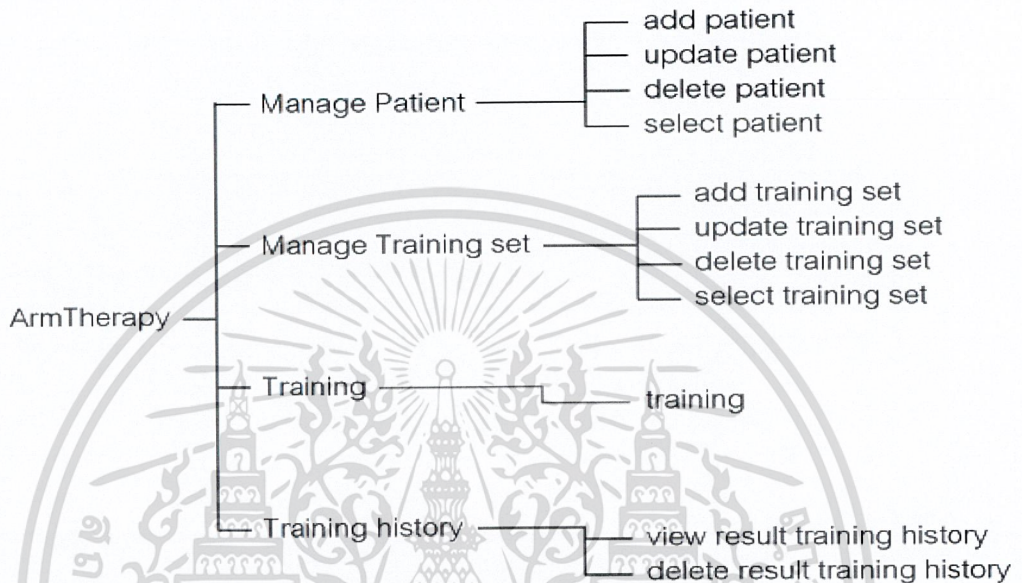 add patient
update patient
Manage Patient
delete patient
select patient
add training set
update training set
Manage Training set
delete training set
select training set
ArmTherapy
Training
training
Training history
view result training history
delete result training history